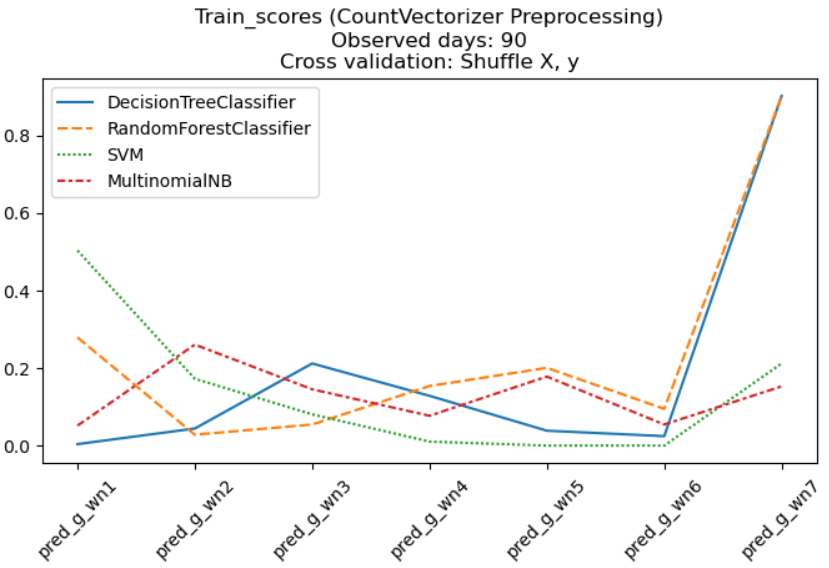 Train_scores (CountVectorizer Preprocessing)
Observed days: 90
Cross validation: Shuffle X, y
DecisionTreeClassifier
RandomForestClassifier
SVM
MultinomialNB
0.8
0.6
0.4
0.2
0.0
pred_g_wn1
pred_g_wn2
pred_g_wn3
pred_g_wn4
pred_g_wn5
pred_g_wn6
pred_g_wn7